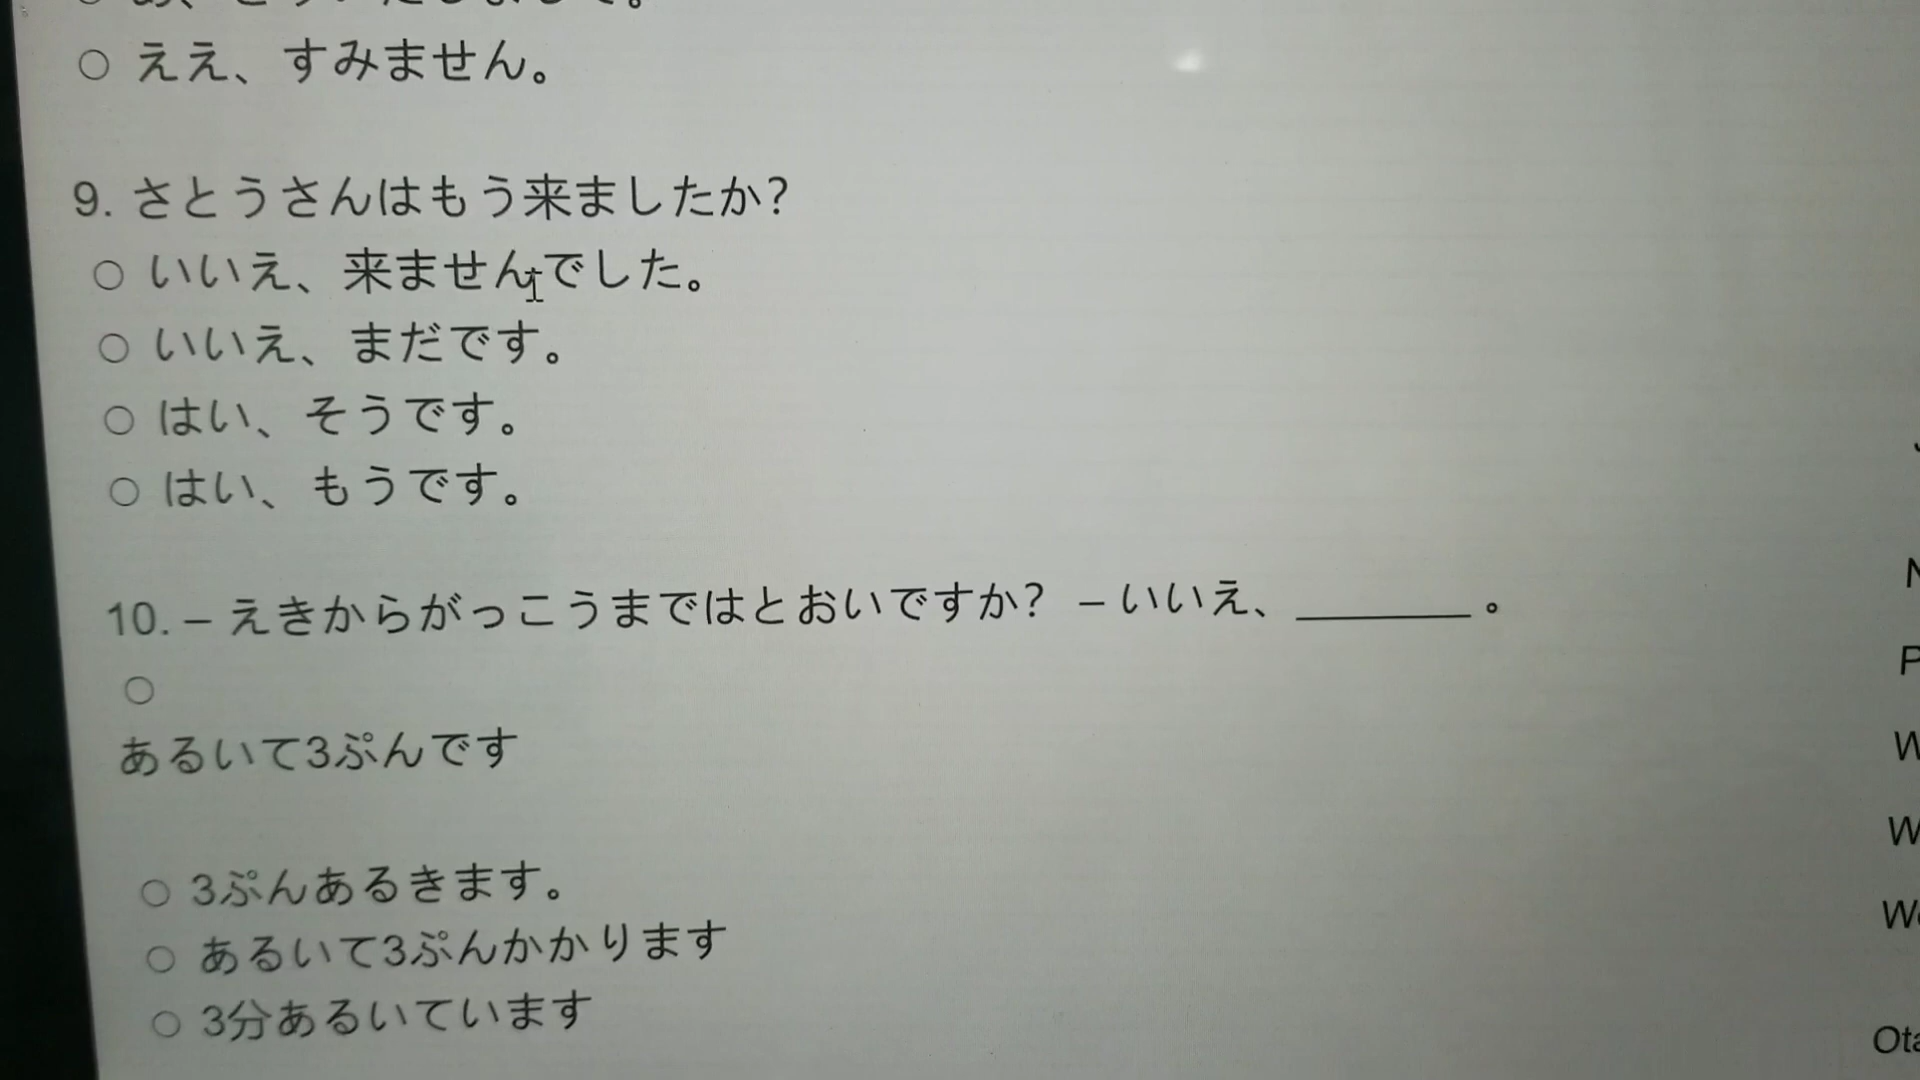 ○ ええ、すみません。
9. さとうさんはもう来ましたか?
○ いいえ、来ませんでした。
○ いいえ、まだです。
○ はい、そうです。
○ はい、もうです。
10. – えきからがっこうまではとおいですか? – いいえ、________。
○
あるいて3ぷんです
○ 3ぷんあるきます。
○ あるいて3ぷんかかります
○ 3分あるいています